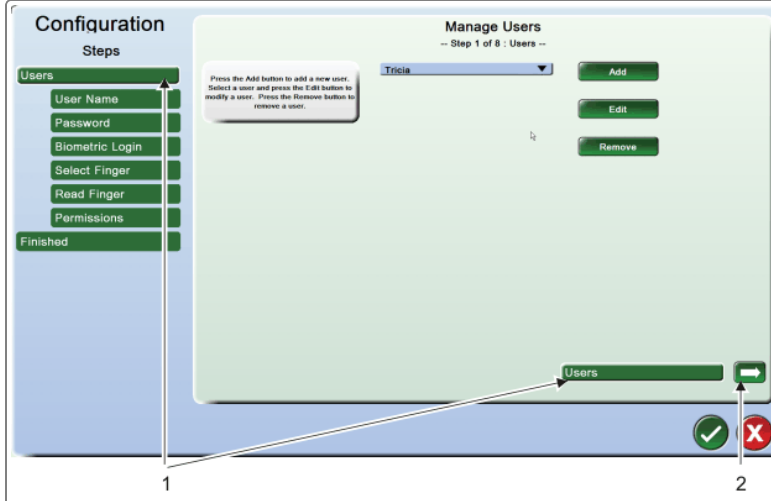 Configuration
Steps
Users
User Name
Password
Biometric Login
Select Finger
Read Finger
Permissions
Finished
Manage Users
-- Step 1 of 8 : Users --
Press the Add button to add a new user.
Select a user and press the Edit button to
modify a user. Press the Remove button to
remove a user.
Tricia
Add
Edit
Remove
Users
X
1
2